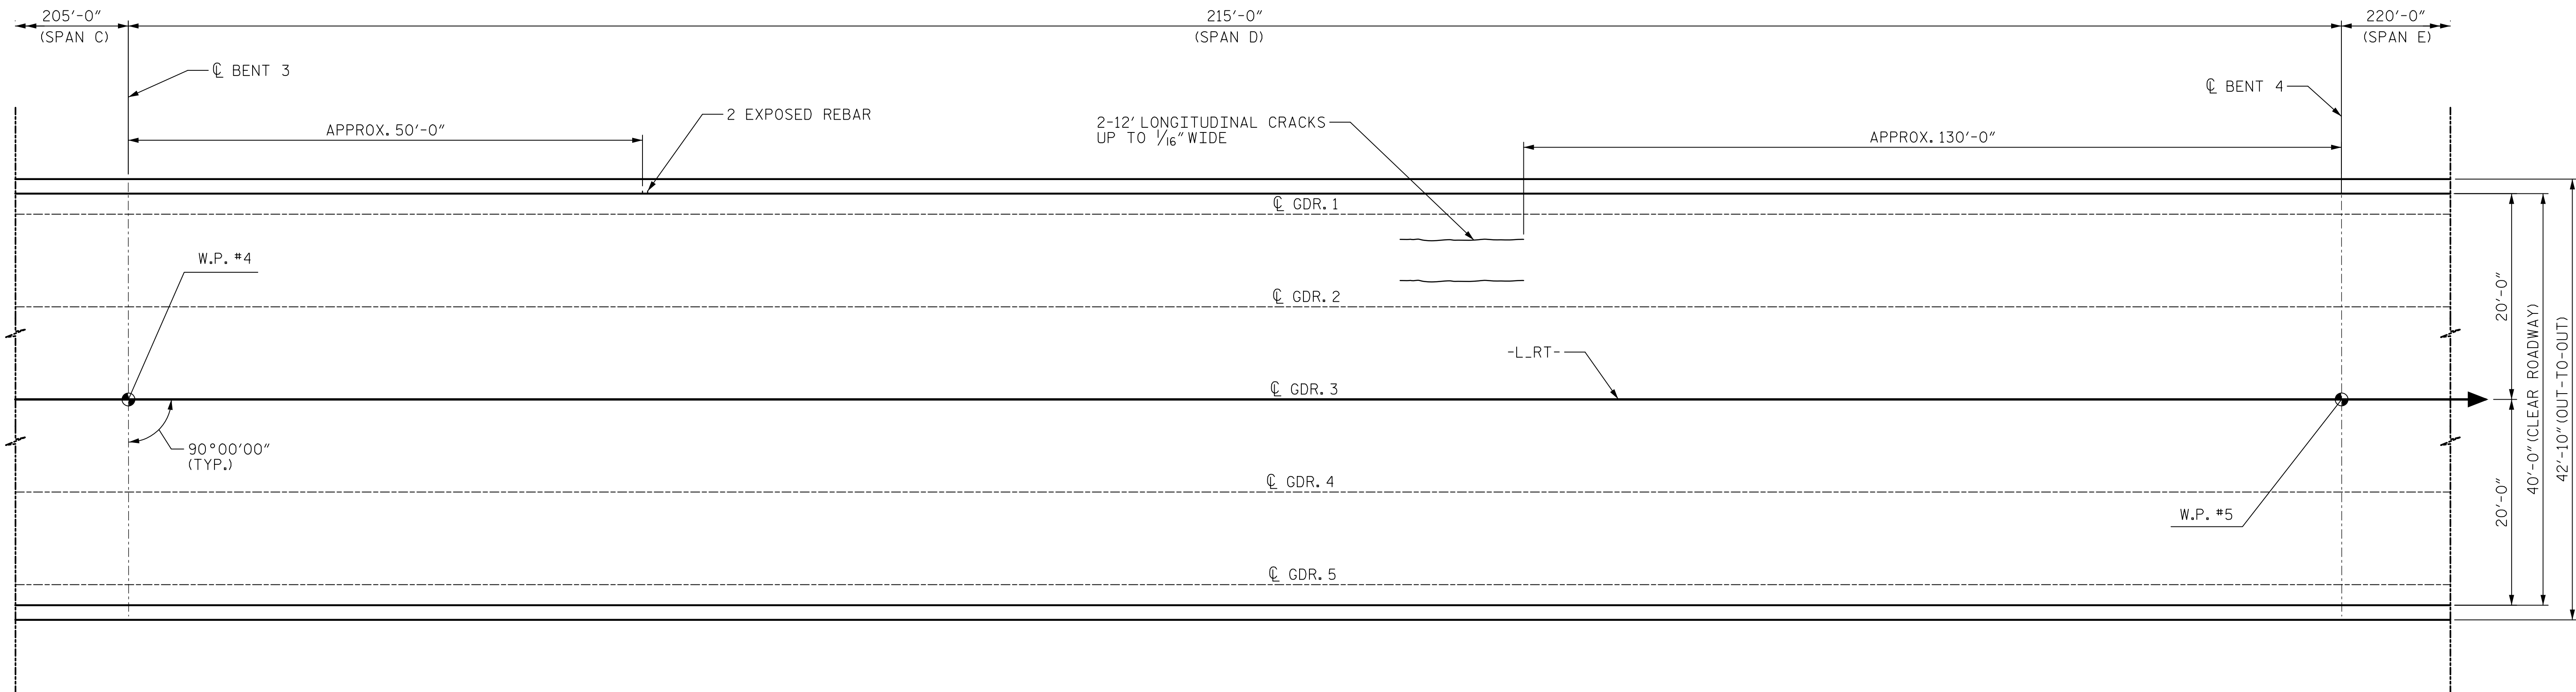 205'-0" 215'-0" 220'-0"
(SPAN C) (SPAN D) (SPAN E)
℄ BENT 3
℄ BENT 4
2 EXPOSED REBAR
2-12' LONGITUDINAL CRACKS
UP TO 1/16" WIDE
APPROX. 50'-0"
APPROX. 130'-0"
℄ GDR. 1
W.P. #4
℄ GDR. 2
-L_RT-
℄ GDR. 3
90°00'00"
(TYP.)
℄ GDR. 4
W.P. #5
℄ GDR. 5
20'-0"
20'-0"
40'-0" (CLEAR ROADWAY)
42'-10" (OUT-TO-OUT)